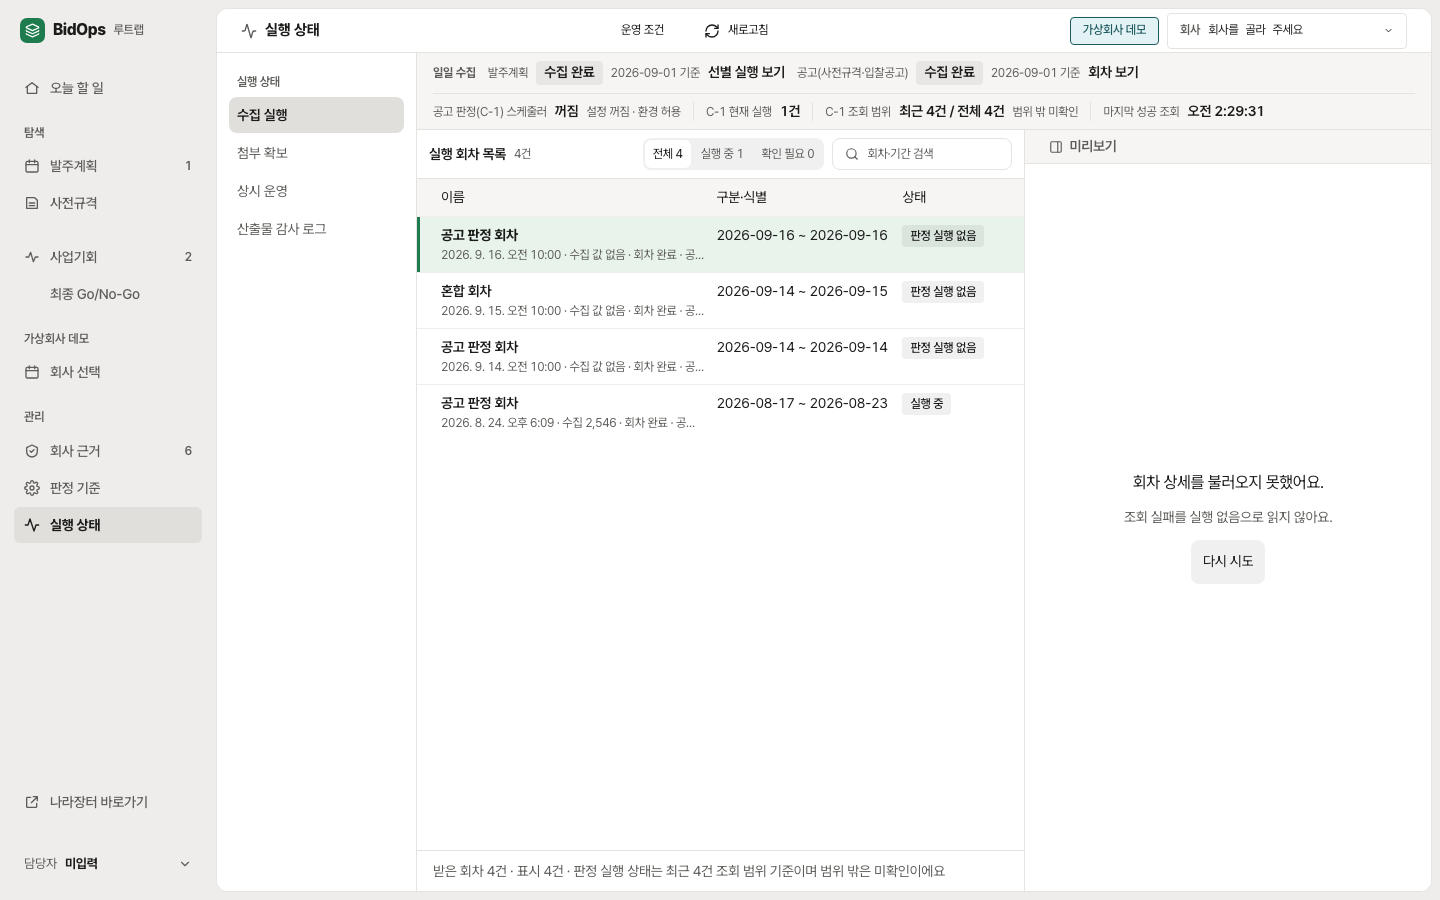 BidOps 루트랩
오늘 할 일
탐색
발주계획 1
사전규격
사업기회 2
최종 Go/No-Go
가상회사 데모
회사 선택
관리
회사 근거 6
판정 기준
실행 상태
나라장터 바로가기
담당자 미입력
실행 상태
운영 조건
새로고침
가상회사 데모
회사 회사를 골라 주세요
실행 상태
수집 실행
첨부 확보
상시 운영
산출물 감사 로그
일일 수집 발주계획 수집 완료 2026-09-01 기준 선별 실행 보기 공고(사전규격·입찰공고) 수집 완료 2026-09-01 기준 회차 보기
공고 판정(C-1) 스케줄러 꺼짐 설정 꺼짐 · 환경 허용 C-1 현재 실행 1건 C-1 조회 범위 최근 4건 / 전체 4건 범위 밖 미확인 마지막 성공 조회 오전 2:29:31
실행 회차 목록 4건 전체 4 실행 중 1 확인 필요 0 회차·기간 검색
이름 구분·식별 상태
공고 판정 회차 2026-09-16 ~ 2026-09-16 판정 실행 없음
2026. 9. 16. 오전 10:00 · 수집 값 없음 · 회차 완료 · 공…
혼합 회차 2026-09-14 ~ 2026-09-15 판정 실행 없음
2026. 9. 15. 오전 10:00 · 수집 값 없음 · 회차 완료 · 공…
공고 판정 회차 2026-09-14 ~ 2026-09-14 판정 실행 없음
2026. 9. 14. 오전 10:00 · 수집 값 없음 · 회차 완료 · 공…
공고 판정 회차 2026-08-17 ~ 2026-08-23 실행 중
2026. 8. 24. 오후 6:09 · 수집 2,546 · 회차 완료 · 공…
받은 회차 4건 · 표시 4건 · 판정 실행 상태는 최근 4건 조회 범위 기준이며 범위 밖은 미확인이에요
미리보기
회차 상세를 불러오지 못했어요.
조회 실패를 실행 없음으로 읽지 않아요.
다시 시도